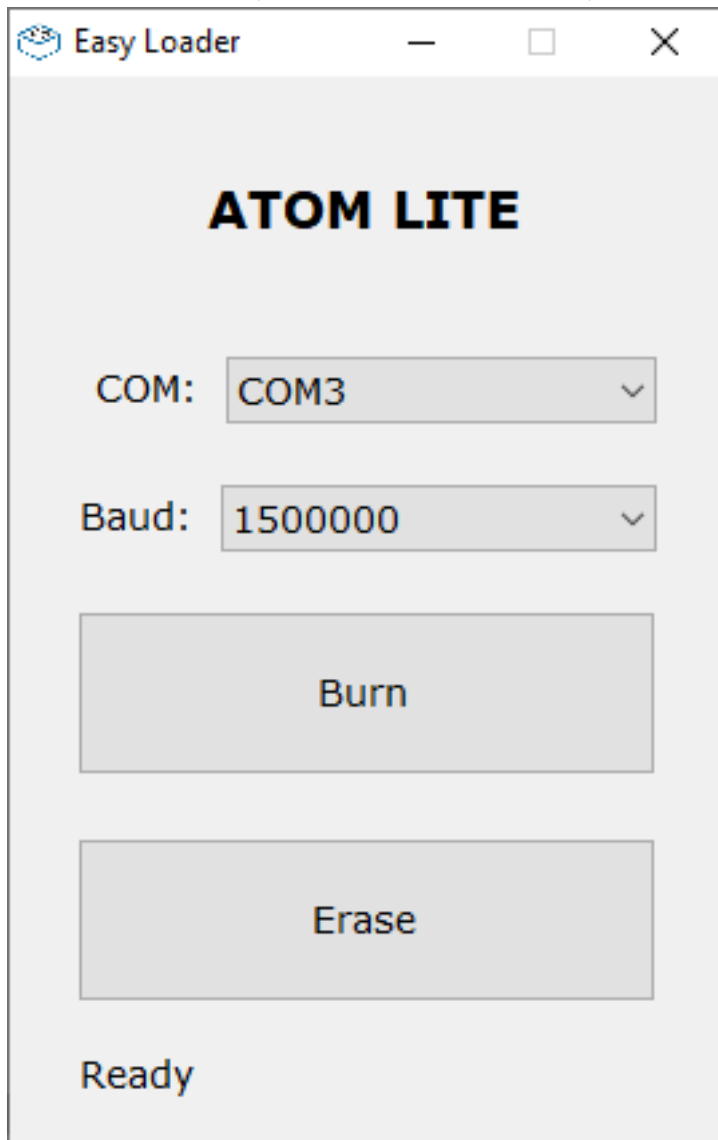 Easy Loader
ATOM LITE
COM: COM3
Baud: 1500000
Burn
Erase
Ready